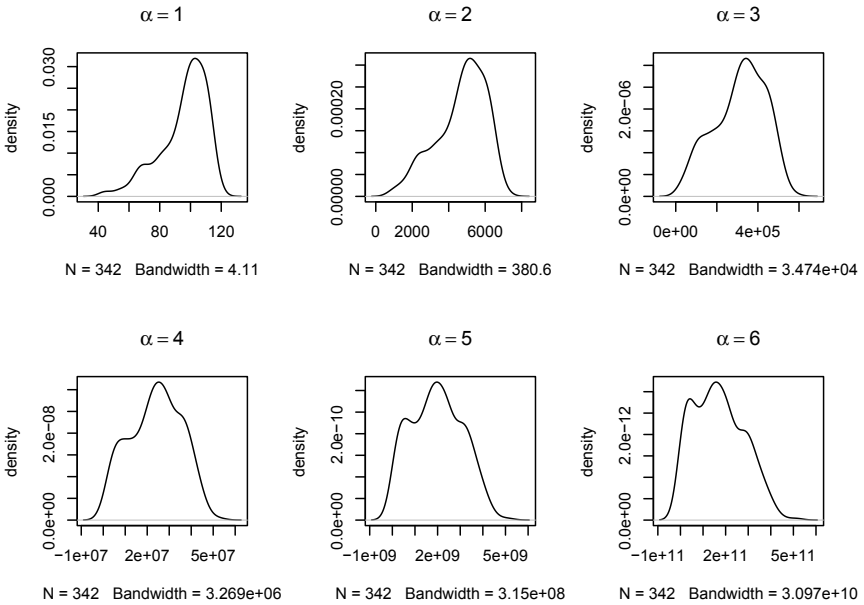 α = 1
density
0.000 0.015 0.030
40 80 120
N = 342 Bandwidth = 4.11
α = 2
density
0.00000 0.00020
0 2000 6000
N = 342 Bandwidth = 380.6
α = 3
density
0.0e+00 2.0e−06
0e+00 4e+05
N = 342 Bandwidth = 3.474e+04
α = 4
density
0.0e+00 2.0e−08
−1e+07 2e+07 5e+07
N = 342 Bandwidth = 3.269e+06
α = 5
density
0.0e+00 2.0e−10
−1e+09 2e+09 5e+09
N = 342 Bandwidth = 3.15e+08
α = 6
density
0.0e+00 2.0e−12
−1e+11 2e+11 5e+11
N = 342 Bandwidth = 3.097e+10